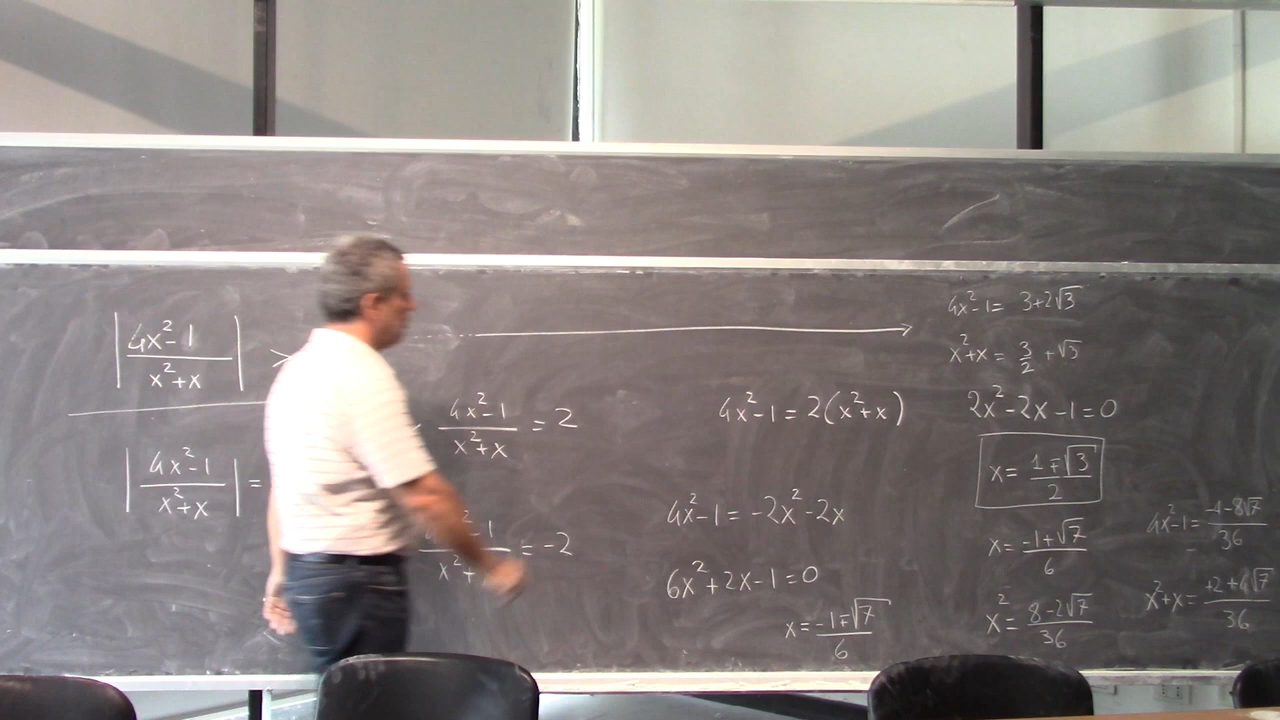 |4x²-1 / x²+x| >
|4x²-1 / x²+x| =
4x²-1 / x²+x = 2
-1 / x²+ = -2
4x²-1 = 2(x²+x)
4x²-1 = -2x²-2x
6x²+2x-1=0
x = -1∓√7 / 6
4x²-1 = 3+2√3
x²+x = 3/2 + √3
2x²-2x-1=0
x = 1∓√3 / 2
x = -1+√7 / 6
x² = 8-2√7 / 36
4x²-1 = -4-8√7 / 36
x²+x = +2+4√7 / 36